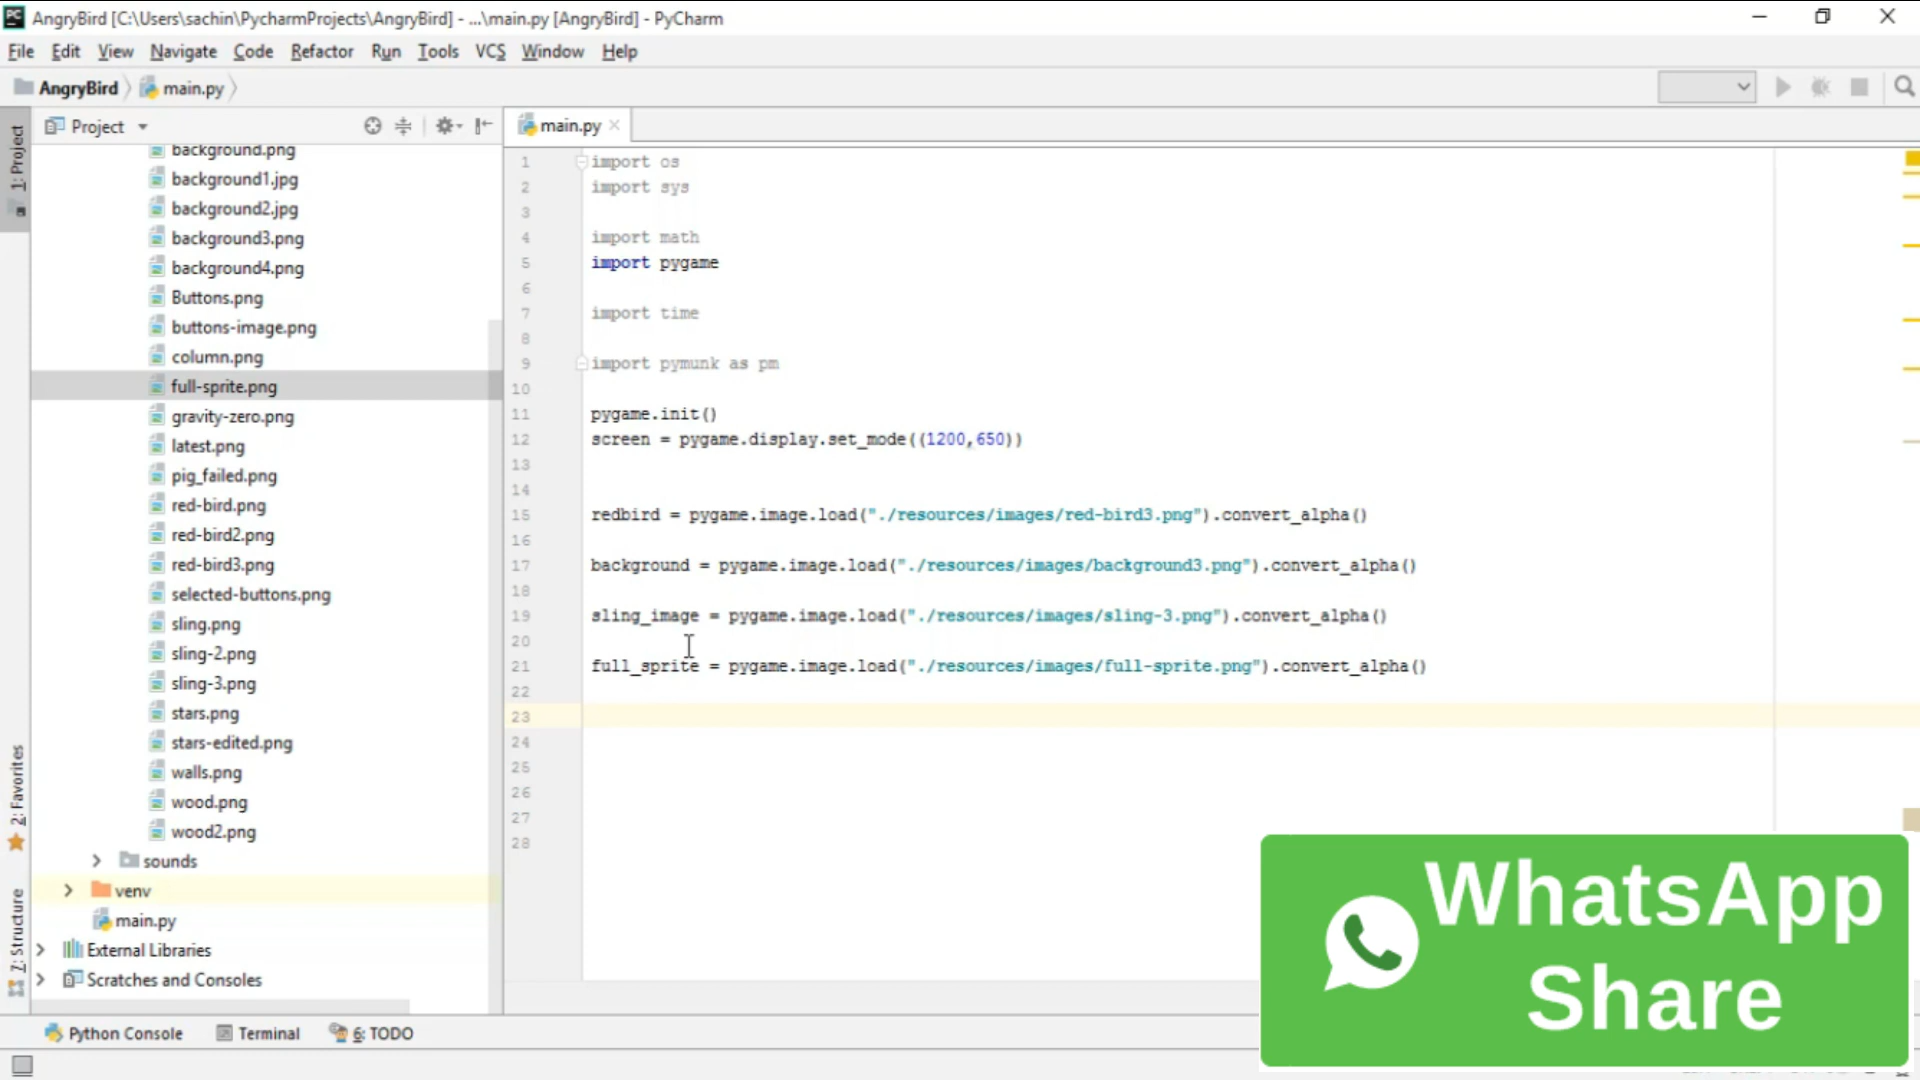 AngryBird [C:\Users\sachin\PycharmProjects\AngryBird] - ...\main.py [AngryBird] - PyCharm
File Edit View Navigate Code Refactor Run Tools VCS Window Help
AngryBird main.py
1: Project
Project
main.py
background.png
background1.jpg
background2.jpg
background3.png
background4.png
Buttons.png
buttons-image.png
column.png
full-sprite.png
gravity-zero.png
latest.png
pig_failed.png
red-bird.png
red-bird2.png
red-bird3.png
selected-buttons.png
sling.png
sling-2.png
sling-3.png
stars.png
stars-edited.png
walls.png
wood.png
wood2.png
sounds
venv
main.py
External Libraries
Scratches and Consoles
2: Favorites
7: Structure
1 import os
2 import sys
3
4 import math
5 import pygame
6
7 import time
8
9 import pymunk as pm
10
11 pygame.init()
12 screen = pygame.display.set_mode((1200,650))
13
14
15 redbird = pygame.image.load("./resources/images/red-bird3.png").convert_alpha()
16
17 background = pygame.image.load("./resources/images/background3.png").convert_alpha()
18
19 sling_image = pygame.image.load("./resources/images/sling-3.png").convert_alpha()
20
21 full_sprite = pygame.image.load("./resources/images/full-sprite.png").convert_alpha()
22
23
24
25
26
27
28
WhatsApp
Share
Python Console Terminal 6: TODO